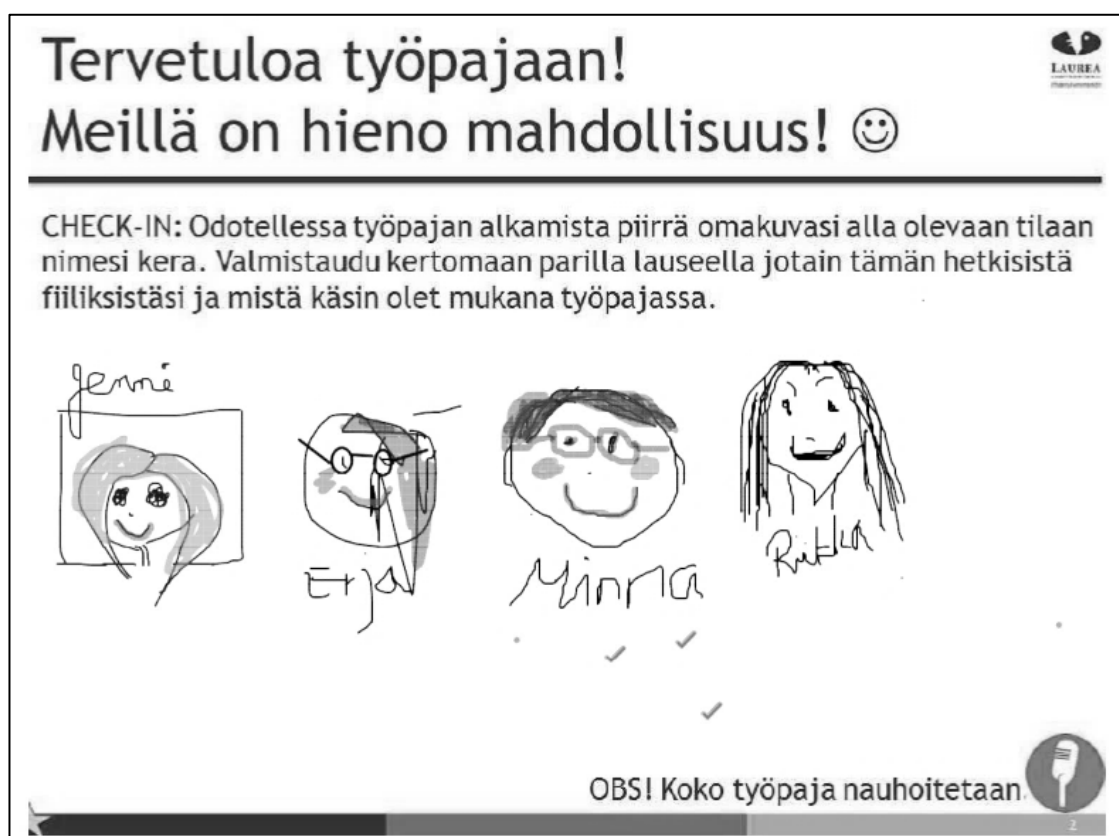 Tervetuloa työpajaan!
Meillä on hieno mahdollisuus! ☺
LAUREA
CHECK-IN: Odotellessa työpajan alkamista piirrä omakuvasi alla olevaan tilaan
nimesi kera. Valmistaudu kertomaan parilla lauseella jotain tämän hetkisistä
fiiliksistäsi ja mistä käsin olet mukana työpajassa.
Jenni
Erja
Minna
Riikka
OBS! Koko työpaja nauhoitetaan.
2